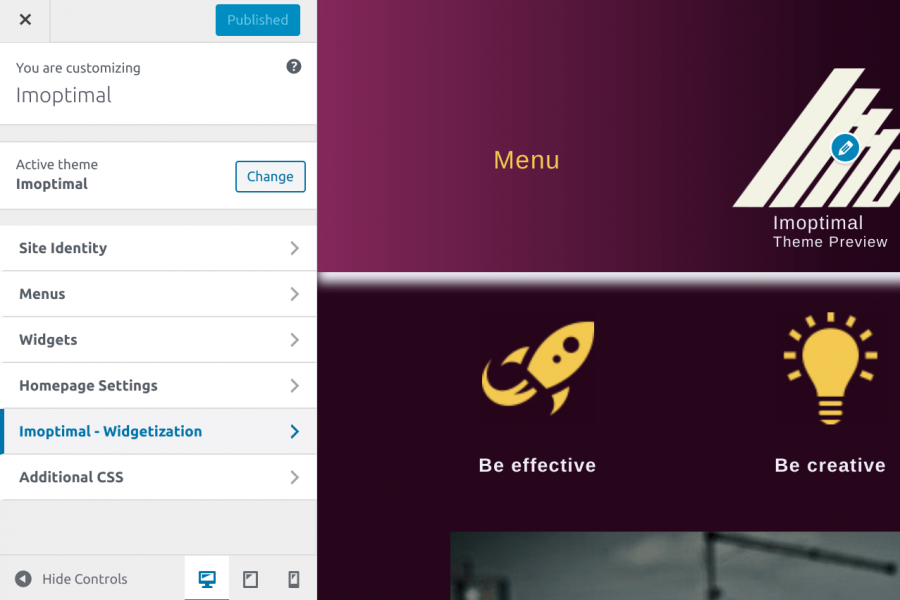 Published
You are customizing
Imoptimal
Active theme
Imoptimal
Change
Site Identity
Menus
Widgets
Homepage Settings
Imoptimal - Widgetization
Additional CSS
Hide Controls
Menu
Imoptimal
Theme Preview
Be effective
Be creative